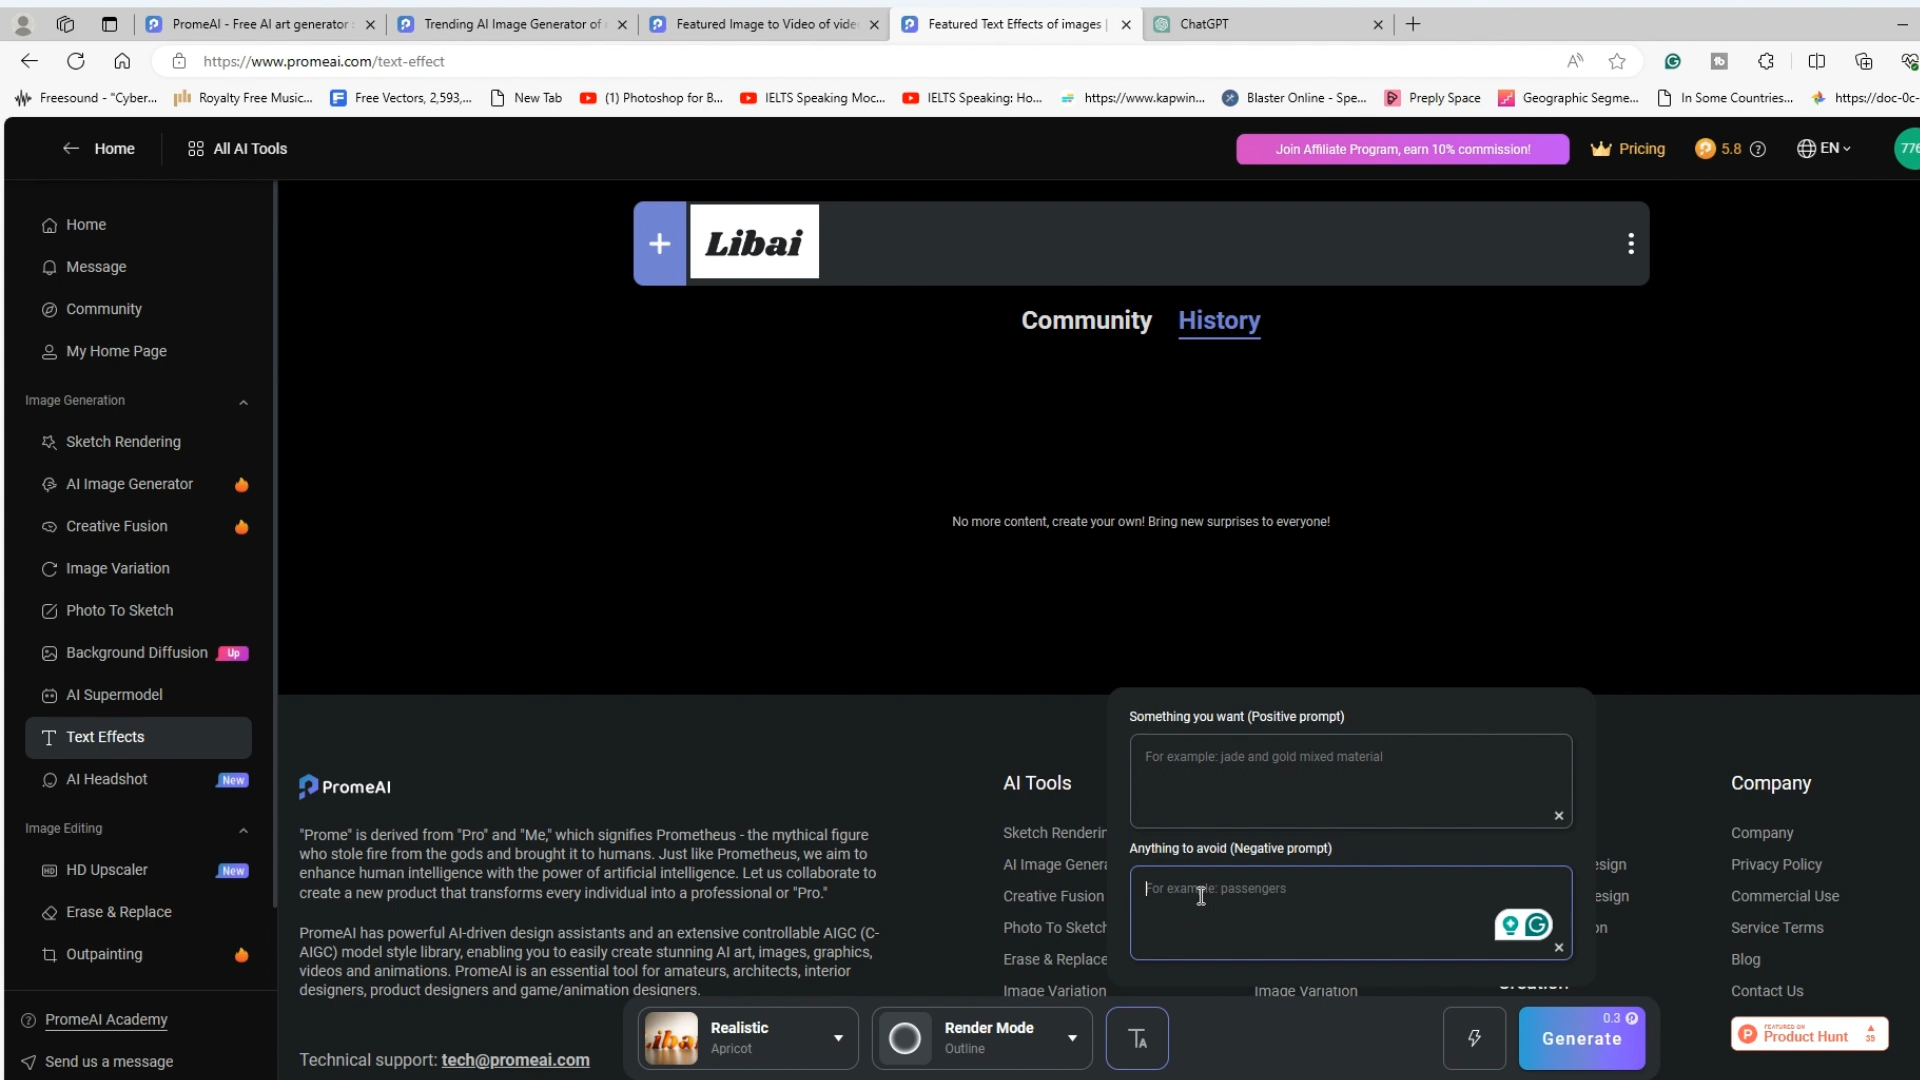 PromeAI - Free AI art generator
Trending AI Image Generator of
Featured Image to Video of vide
Featured Text Effects of images |
ChatGPT
https://www.promeai.com/text-effect
Freesound - "Cyber...
Royalty Free Music...
Free Vectors, 2,593,...
New Tab
(1) Photoshop for B...
IELTS Speaking Moc...
IELTS Speaking: Ho...
https://www.kapwin...
Blaster Online - Spe...
Preply Space
Geographic Segme...
In Some Countries...
https://doc-0c-
Home
All AI Tools
Join Affiliate Program, earn 10% commission!
Pricing
5.8
EN
776
Home
Message
Community
My Home Page
Image Generation
Sketch Rendering
AI Image Generator
Creative Fusion
Image Variation
Photo To Sketch
Background Diffusion Up
AI Supermodel
Text Effects
AI Headshot New
Image Editing
HD Upscaler New
Erase & Replace
Outpainting
PromeAI Academy
Send us a message
Libai
Community History
No more content, create your own! Bring new surprises to everyone!
Something you want (Positive prompt)
For example: jade and gold mixed material
Anything to avoid (Negative prompt)
For example: passengers
PromeAI
"Prome" is derived from "Pro" and "Me," which signifies Prometheus - the mythical figure
who stole fire from the gods and brought it to humans. Just like Prometheus, we aim to
enhance human intelligence with the power of artificial intelligence. Let us collaborate to
create a new product that transforms every individual into a professional or "Pro."
PromeAI has powerful AI-driven design assistants and an extensive controllable AIGC (C-
AIGC) model style library, enabling you to easily create stunning AI art, images, graphics,
videos and animations. PromeAI is an essential tool for amateurs, architects, interior
designers, product designers and game/animation designers.
Technical support: tech@promeai.com
AI Tools
Sketch Renderin
AI Image Genera
Creative Fusion
Photo To Sketch
Erase & Replace
Image Variation
Image Variation
Company
Company
Privacy Policy
Commercial Use
Service Terms
Blog
Contact Us
FEATURED ON
Product Hunt
Realistic
Apricot
Render Mode
Outline
0.3
Generate